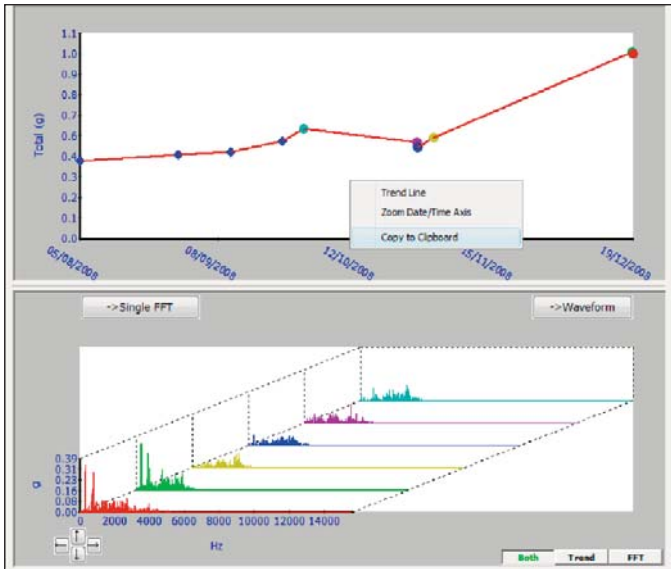 1.1
1.0
0.9
0.8
0.7
0.6
0.5
0.4
0.3
0.2
0.1
0.0
Total (g)
05/08/2008 08/09/2008 12/10/2008 15/11/2008 19/12/2008
Trend Line
Zoom Date/Time Axis
Copy to Clipboard
->Single FFT ->Waveform
g
0.39
0.31
0.23
0.16
0.08
0.00
0 2000 4000 6000 8000 10000 12000 14000
Hz
Both Trend FFT